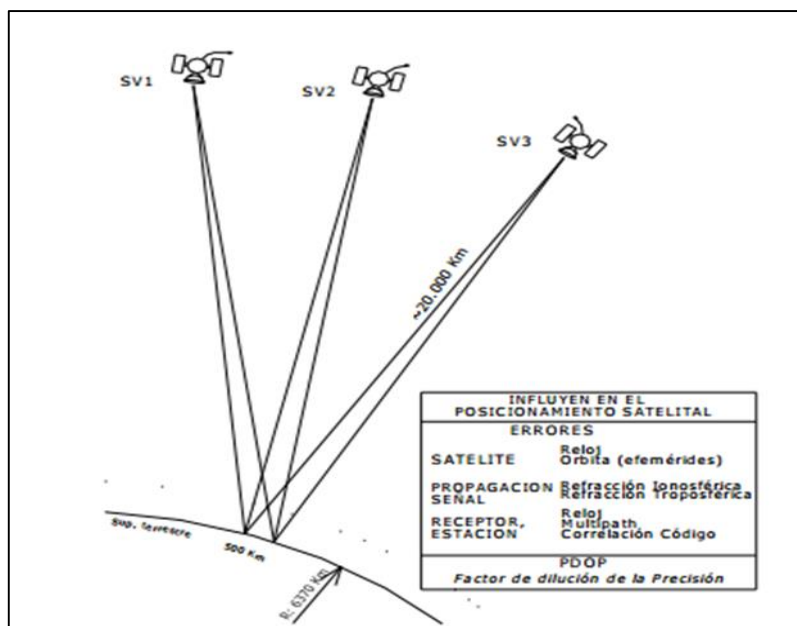 SV1
SV2
SV3
~20.000 Km
Sup. terrestre
500 Km
R: 6370 Km
INFLUYEN EN EL
POSICIONAMIENTO SATELITAL
ERRORES
SATELITE
Reloj
Orbita (efemérides)
PROPAGACION
SEÑAL
Refracción Ionosférica
Refracción Troposférica
RECEPTOR,
ESTACION
Reloj
Multipath
Correlación Código
PDOP
Factor de dilución de la Precisión